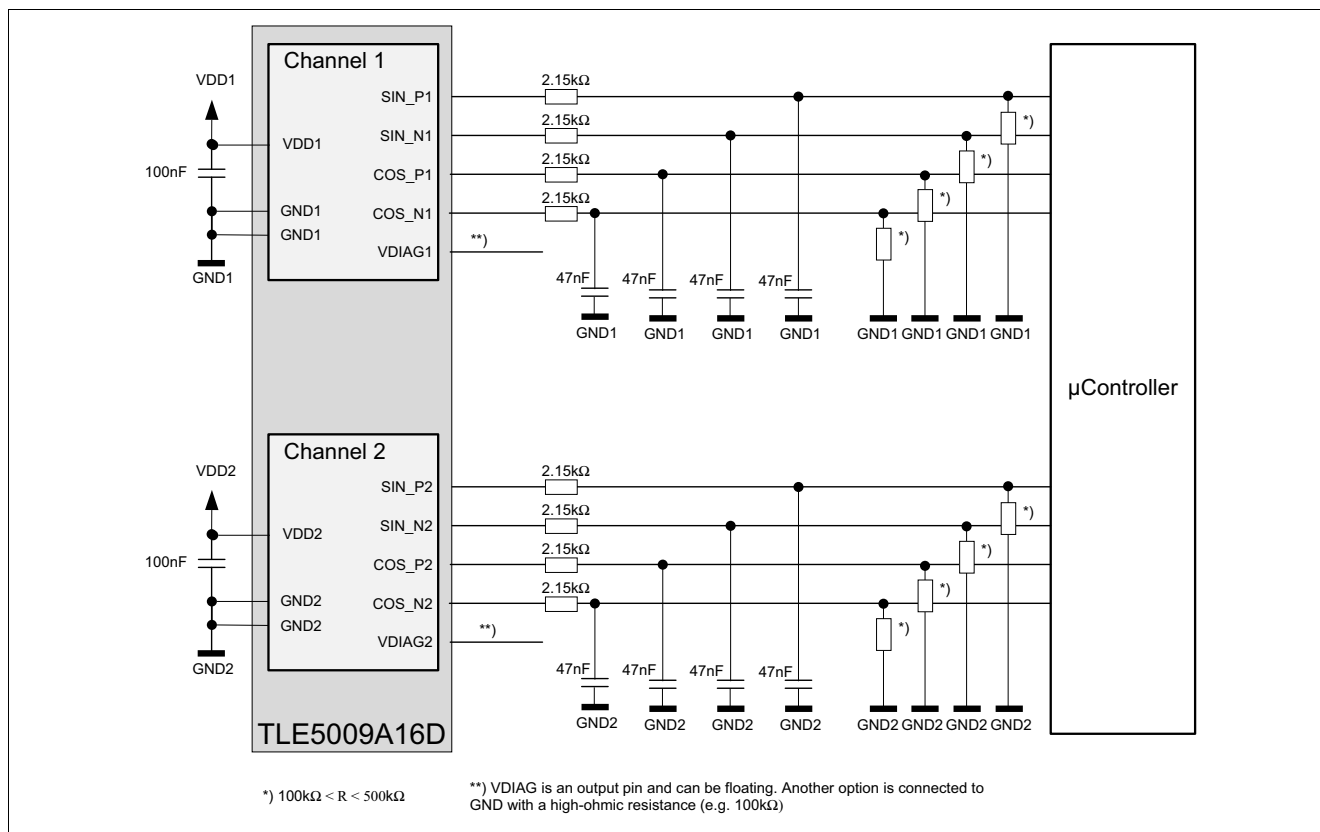 Channel 1
VDD1
SIN_P1
2.15kΩ
SIN_N1
2.15kΩ
*)
VDD1
100nF
COS_P1
2.15kΩ
*)
COS_N1
2.15kΩ
*)
GND1
GND1
*)
VDIAG1
**)
GND1
47nF
47nF
47nF
47nF
GND1
GND1
GND1
GND1
GND1
GND1
GND1
GND1
µController
Channel 2
VDD2
SIN_P2
2.15kΩ
SIN_N2
2.15kΩ
*)
VDD2
100nF
COS_P2
2.15kΩ
*)
COS_N2
2.15kΩ
*)
GND2
GND2
*)
VDIAG2
**)
GND2
47nF
47nF
47nF
47nF
GND2
GND2
GND2
GND2
GND2
GND2
GND2
GND2
TLE5009A16D
*) 100kΩ < R < 500kΩ
**) VDIAG is an output pin and can be floating. Another option is connected to
GND with a high-ohmic resistance (e.g. 100kΩ)